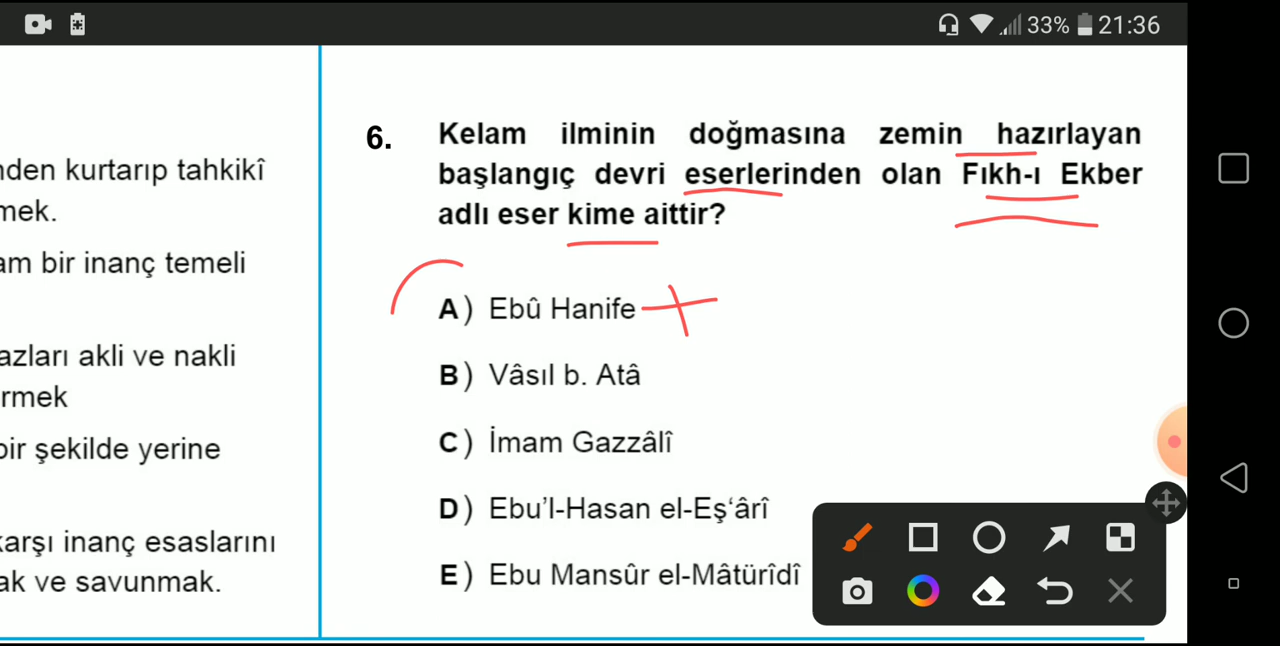 33% 21:36
nden kurtarıp tahkikî
mek.
am bir inanç temeli
azları akli ve nakli
rmek
bir şekilde yerine
karşı inanç esaslarını
ak ve savunmak.
6. Kelam ilminin doğmasına zemin hazırlayan
başlangıç devri eserlerinden olan Fıkh-ı Ekber
adlı eser kime aittir?
A) Ebû Hanife
B) Vâsıl b. Atâ
C) İmam Gazzâlî
D) Ebu’l-Hasan el-Eş‘ârî
E) Ebu Mansûr el-Mâtürîdî